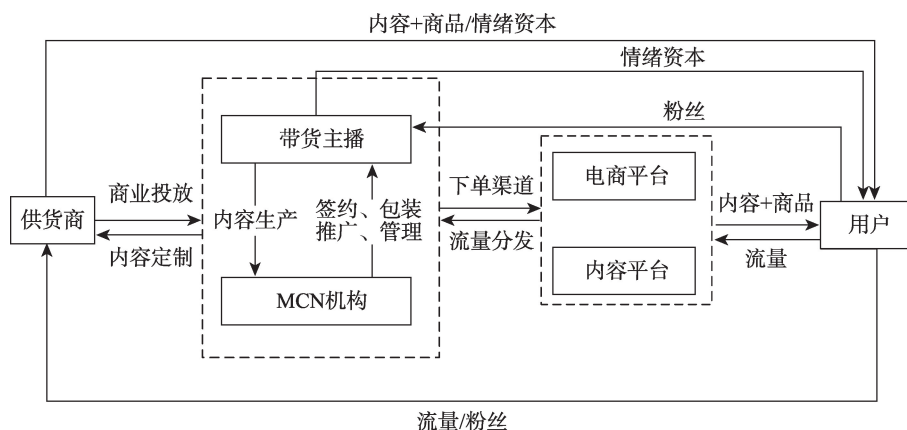 内容+商品/情绪资本
情绪资本
粉丝
带货主播
电商平台
商业投放
下单渠道
签约、包装
推广、
管理
内容生产
内容+商品
供货商
用户
内容定制
流量分发
流量
内容平台
MCN机构
流量/粉丝